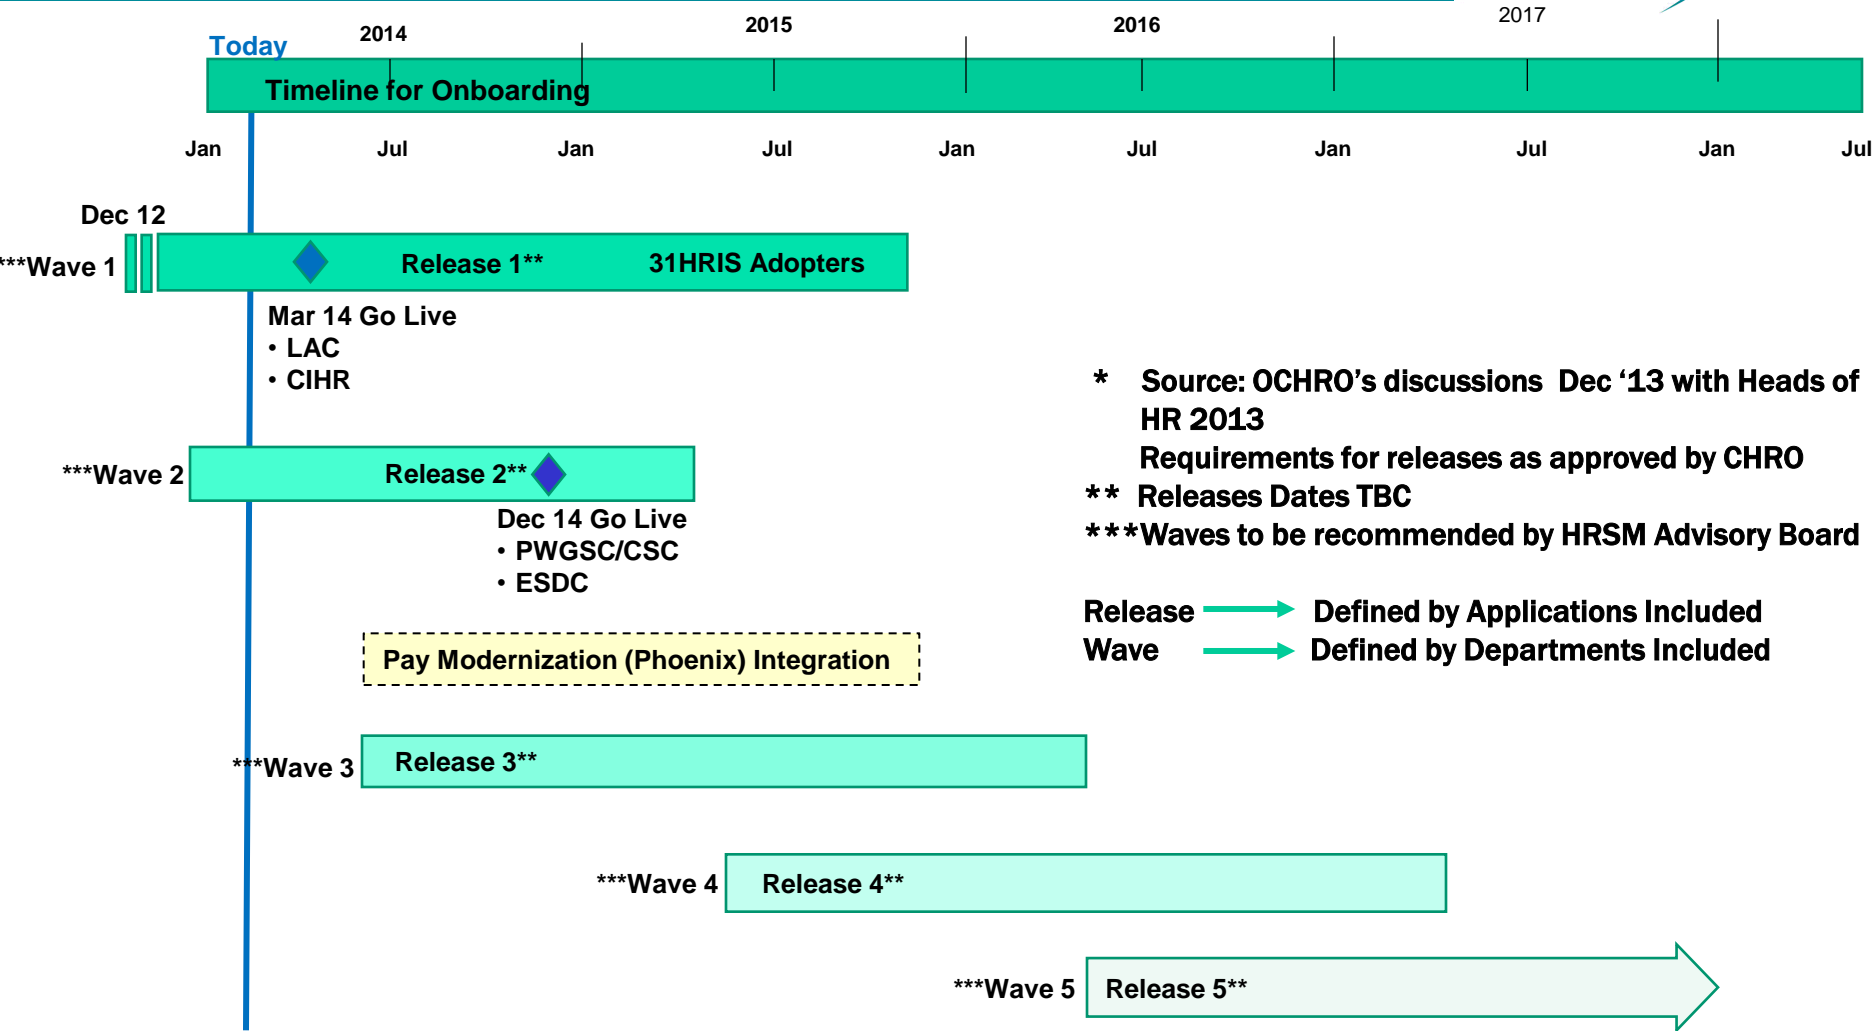 2014
2015
2016
2017
Today
Timeline for Onboarding
Jan
Jul
Jan
Jul
Jan
Jul
Jan
Jul
Jan
Jul
Dec 12
***Wave 1
Release 1**
31HRIS Adopters
Mar 14 Go Live
• LAC
• CIHR
***Wave 2
Release 2**
Dec 14 Go Live
• PWGSC/CSC
• ESDC
Pay Modernization (Phoenix) Integration
***Wave 3
Release 3**
***Wave 4
Release 4**
***Wave 5
Release 5**
* Source: OCHRO’s discussions Dec ‘13 with Heads of
HR 2013
Requirements for releases as approved by CHRO
** Releases Dates TBC
***Waves to be recommended by HRSM Advisory Board
Release Defined by Applications Included
Wave Defined by Departments Included